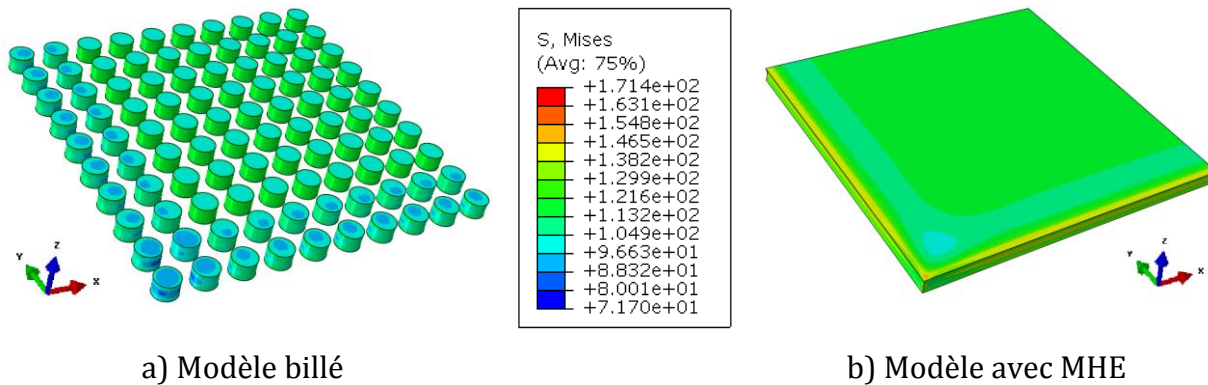 S, Mises
(Avg: 75%)
+1.714e+02
+1.631e+02
+1.548e+02
+1.465e+02
+1.382e+02
+1.299e+02
+1.216e+02
+1.132e+02
+1.049e+02
+9.663e+01
+8.832e+01
+8.001e+01
+7.170e+01
Y
Z
X
Y
Z
X
a) Modèle billé
b) Modèle avec MHE